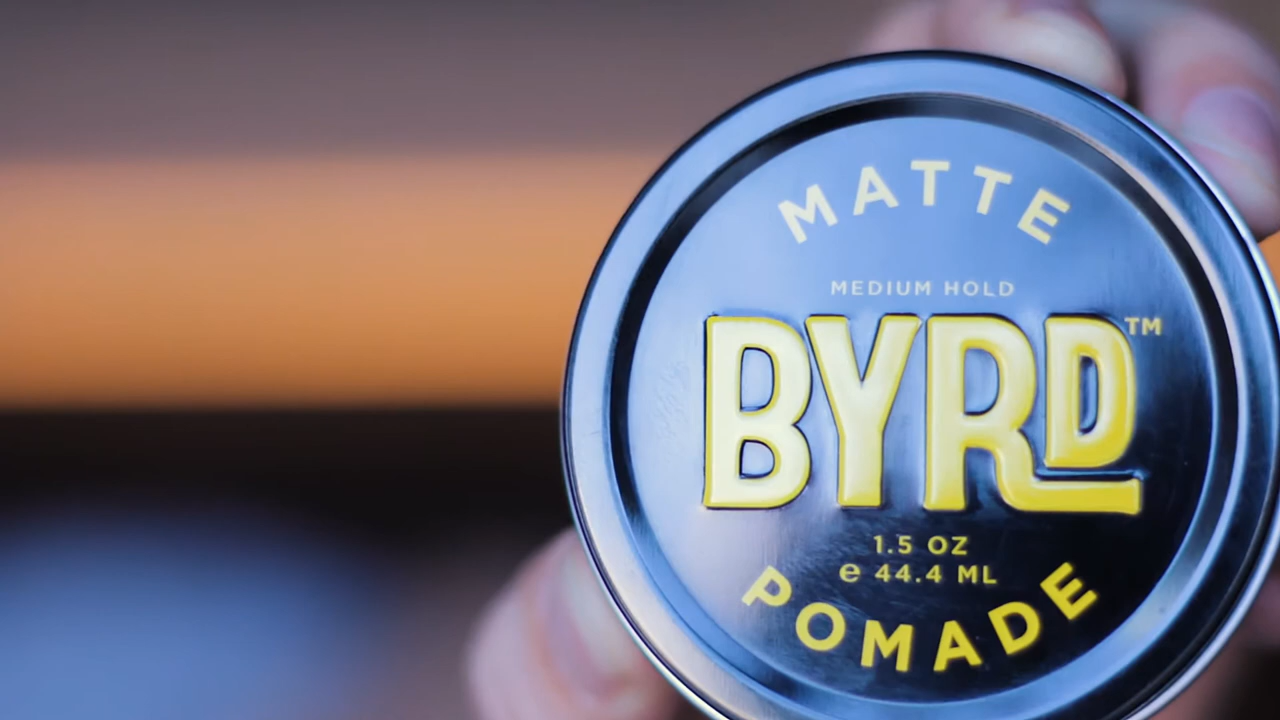 MATTE
MEDIUM HOLD
BYRD™
1.5 OZ
℮ 44.4 ML
POMADE